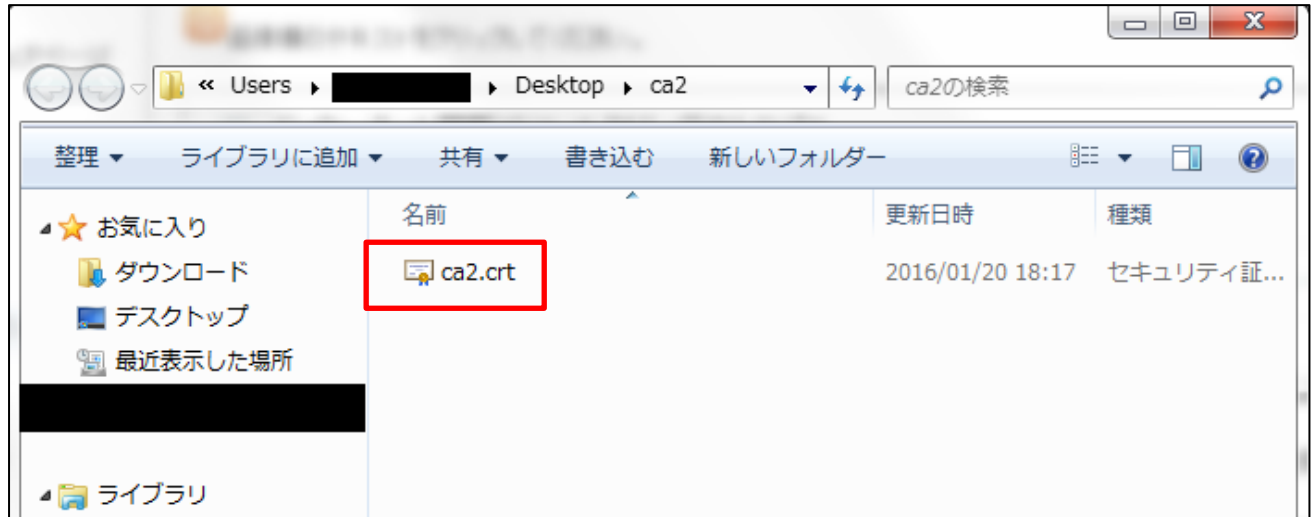 « Users ▸ Desktop ▸ ca2 ca2の検索
整理 ライブラリに追加 共有 書き込む 新しいフォルダー
お気に入り
ダウンロード
デスクトップ
最近表示した場所
ライブラリ
名前 更新日時 種類
ca2.crt 2016/01/20 18:17 セキュリティ証...